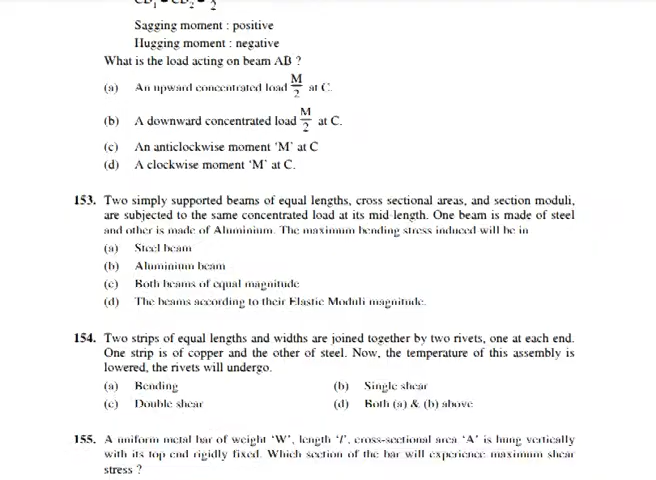 Sagging moment : positive
Hugging moment : negative
What is the load acting on beam AB ?
(a) An upward concentrated load M/2 at C.
(b) A downward concentrated load M/2 at C.
(c) An anticlockwise moment 'M' at C
(d) A clockwise moment 'M' at C.
153. Two simply supported beams of equal lengths, cross sectional areas, and section moduli,
are subjected to the same concentrated load at its mid length. One beam is made of steel
and other is made of Aluminium. The maximum bending stress induced will be in
(a) Steel beam
(b) Aluminium beam
(c) Both beams of equal magnitude
(d) The beams according to their Elastic Moduli magnitude.
154. Two strips of equal lengths and widths are joined together by two rivets, one at each end.
One strip is of copper and the other of steel. Now, the temperature of this assembly is
lowered, the rivets will undergo.
(a) Bending (b) Single shear
(c) Double shear (d) Both (a) & (b) above
155. A uniform metal bar of weight 'W', length 'l', cross-sectional area 'A' is hung vertically
with its top end rigidly fixed. Which section of the bar will experience maximum shear
stress ?